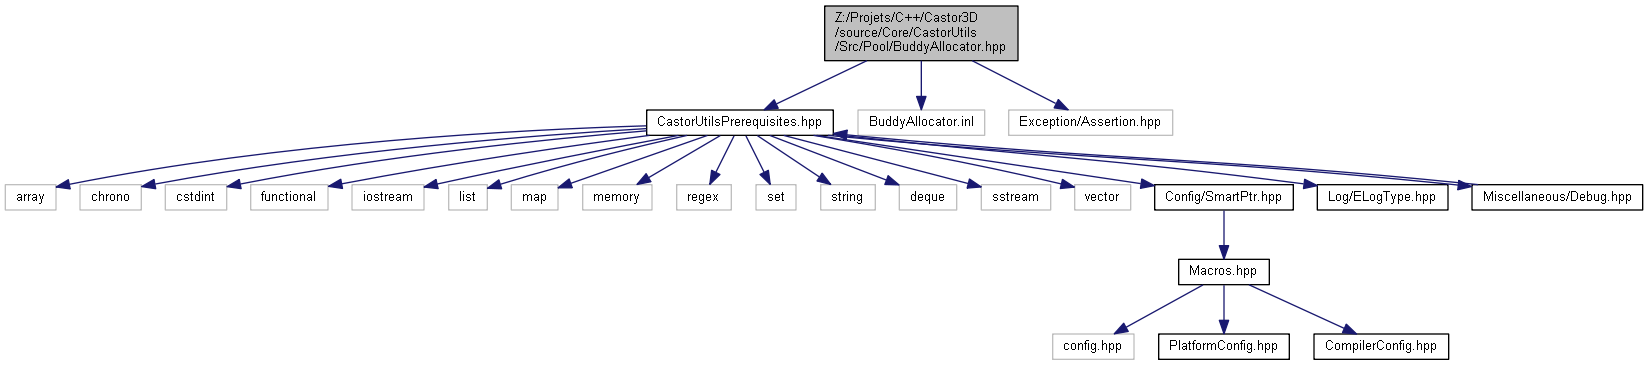 Z:/Projets/C++/Castor3D
/source/Core/CastorUtils
/Src/Pool/BuddyAllocator.hpp
CastorUtilsPrerequisites.hpp
BuddyAllocator.inl
Exception/Assertion.hpp
array
chrono
cstdint
functional
iostream
list
map
memory
regex
set
string
deque
sstream
vector
Config/SmartPtr.hpp
Log/ELogType.hpp
Miscellaneous/Debug.hpp
Macros.hpp
config.hpp
PlatformConfig.hpp
CompilerConfig.hpp